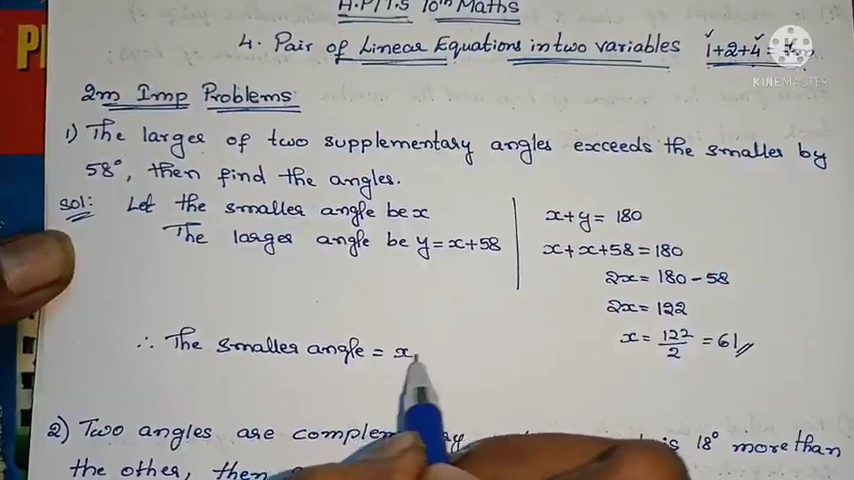 A.P/T.S 10th Maths
4. Pair of Linear Equations in two variables 1+2+4 = 7m
KINEMASTER
2m Imp Problems
1) The larger of two supplementary angles exceeds the smaller by
58°, then find the angles.
Sol: Let the smaller angle be x
The larger angle be y = x+58
x+y = 180
x+x+58 = 180
2x = 180-58
2x = 122
x = 122/2 = 61
∴ The smaller angle = x
2) Two angles are is 18° more than
the other, then